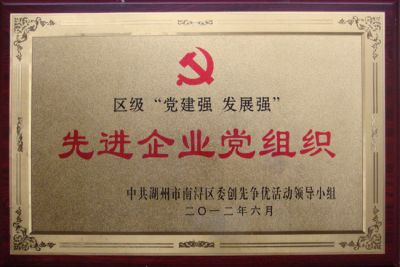 区级“党建强 发展强”
先进企业党组织
中共湖州市南浔区委创先争优活动领导小组
二〇一二年六月